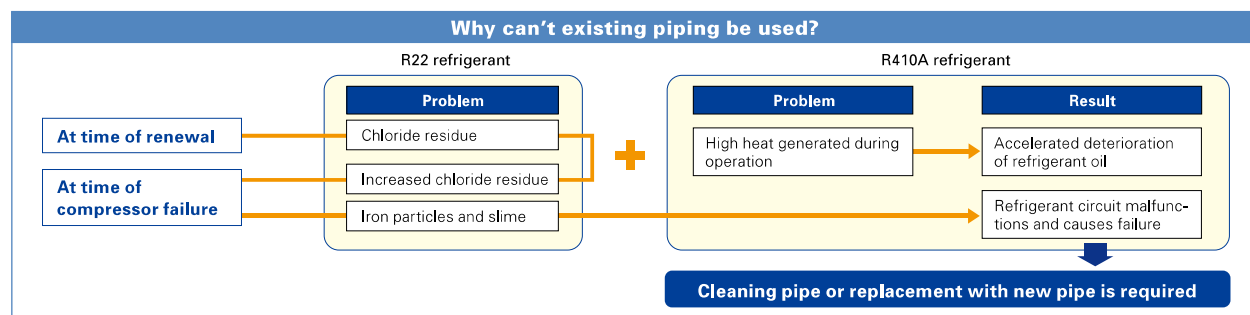 Why can't existing piping be used?
R22 refrigerant
R410A refrigerant
Problem
Problem
Result
At time of renewal
Chloride residue
High heat generated during
operation
Accelerated deterioration
of refrigerant oil
At time of
compressor failure
Increased chloride residue
Iron particles and slime
Refrigerant circuit malfunc-
tions and causes failure
Cleaning pipe or replacement with new pipe is required